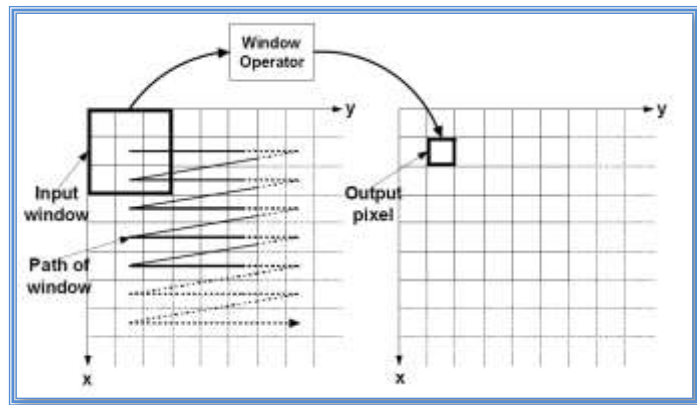 Window
Operator
y
y
Input
window
Output
pixel
Path of
window
x
x